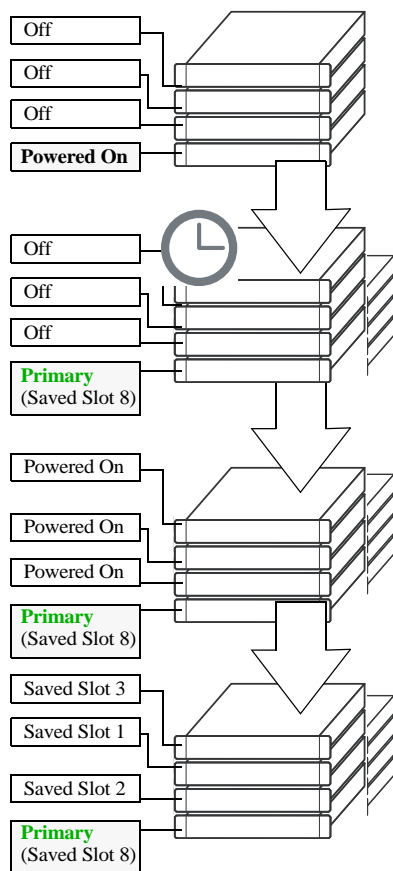 Off
Off
Off
Powered On
Off
Off
Off
Primary
(Saved Slot 8)
Powered On
Powered On
Powered On
Primary
(Saved Slot 8)
Saved Slot 3
Saved Slot 1
Saved Slot 2
Primary
(Saved Slot 8)